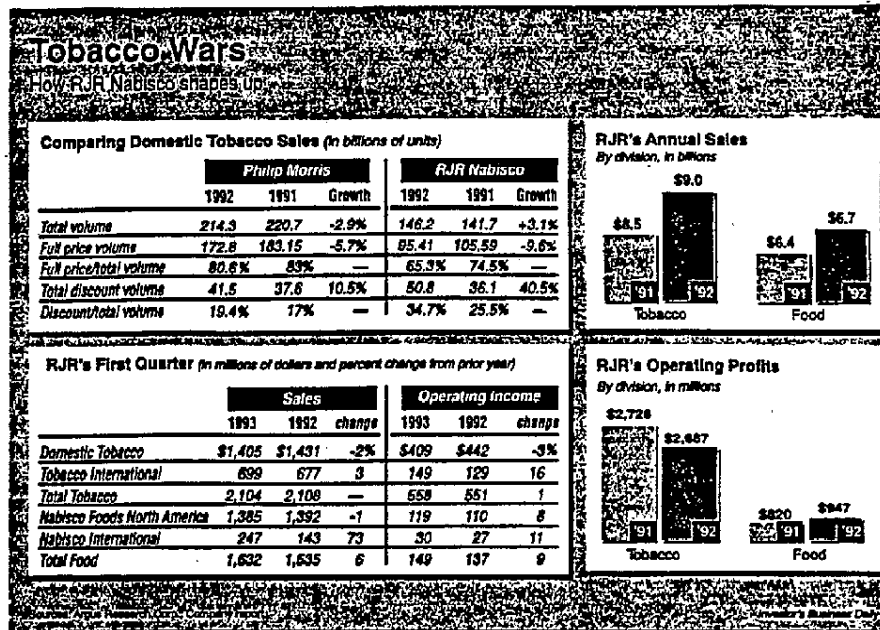 Tobacco Wars
How RJR Nabisco shapes up
Comparing Domestic Tobacco Sales (in billions of units)
Philip Morris RJR Nabisco
1992 1991 Growth 1992 1991 Growth
Total volume 214.3 220.7 -2.9% 146.2 141.7 +3.1%
Full price volume 172.8 183.15 -5.7% 95.41 105.59 -9.6%
Full price/total volume 80.6% 83% — 65.3% 74.5% —
Total discount volume 41.5 37.6 10.5% 50.8 36.1 40.5%
Discount/total volume 19.4% 17% — 34.7% 25.5% —
RJR's Annual Sales
By division, in billions
$8.5 $9.0 $6.4 $6.7
'91 '92 '91 '92
Tobacco Food
RJR's First Quarter (in millions of dollars and percent change from prior year)
Sales Operating Income
1993 1992 change 1993 1992 change
Domestic Tobacco $1,405 $1,431 -2% $409 $442 -3%
Tobacco International 699 677 3 149 129 16
Total Tobacco 2,104 2,108 — 558 551 1
Nabisco Foods North America 1,385 1,392 -1 119 110 8
Nabisco International 247 143 73 30 27 11
Total Food 1,632 1,535 6 149 137 9
RJR's Operating Profits
By division, in millions
$2,726 $2,687 $820 $947
'91 '92 '91 '92
Tobacco Food
Investor's Business Daily